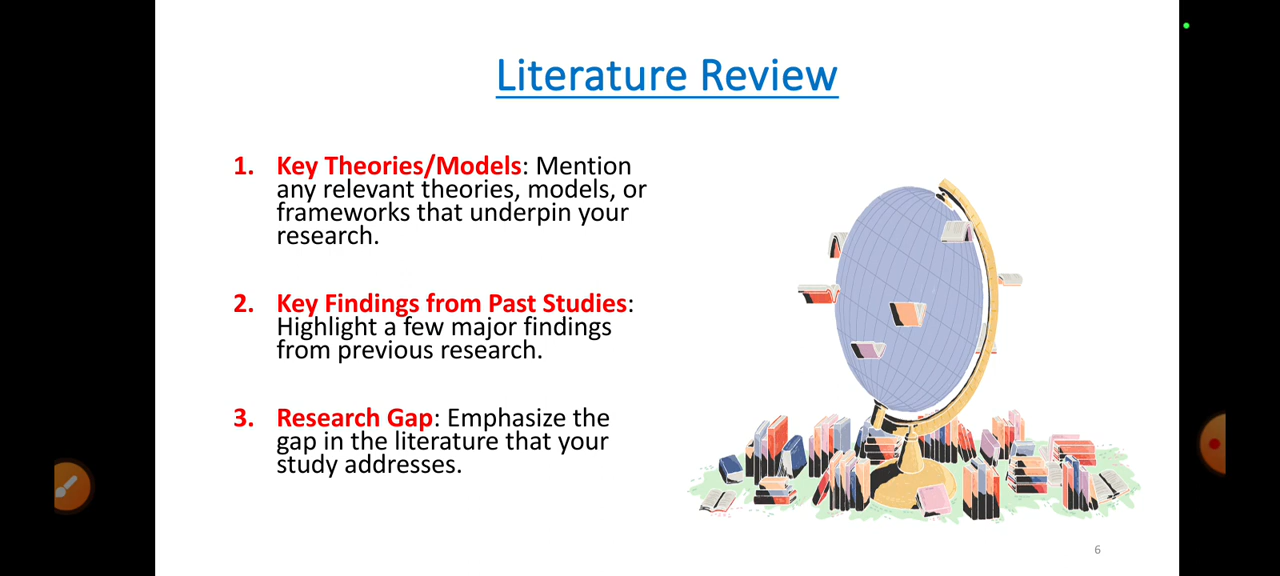 Literature Review
1. Key Theories/Models: Mention
any relevant theories, models, or
frameworks that underpin your
research.
2. Key Findings from Past Studies:
Highlight a few major findings
from previous research.
3. Research Gap: Emphasize the
gap in the literature that your
study addresses.
6